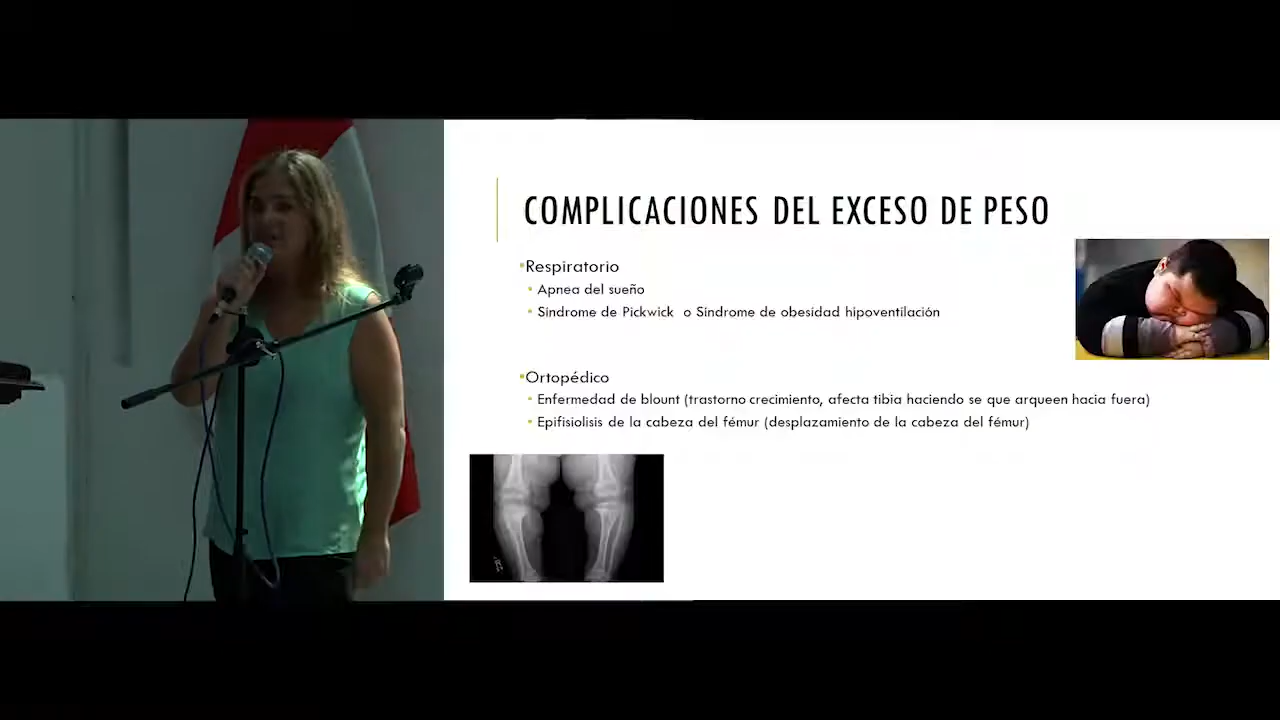 COMPLICACIONES DEL EXCESO DE PESO
•Respiratorio
• Apnea del sueño
• Síndrome de Pickwick o Síndrome de obesidad hipoventilación
•Ortopédico
• Enfermedad de blount (trastorno crecimiento, afecta tibia haciendo se que arqueen hacia fuera)
• Epifisiolisis de la cabeza del fémur (desplazamiento de la cabeza del fémur)